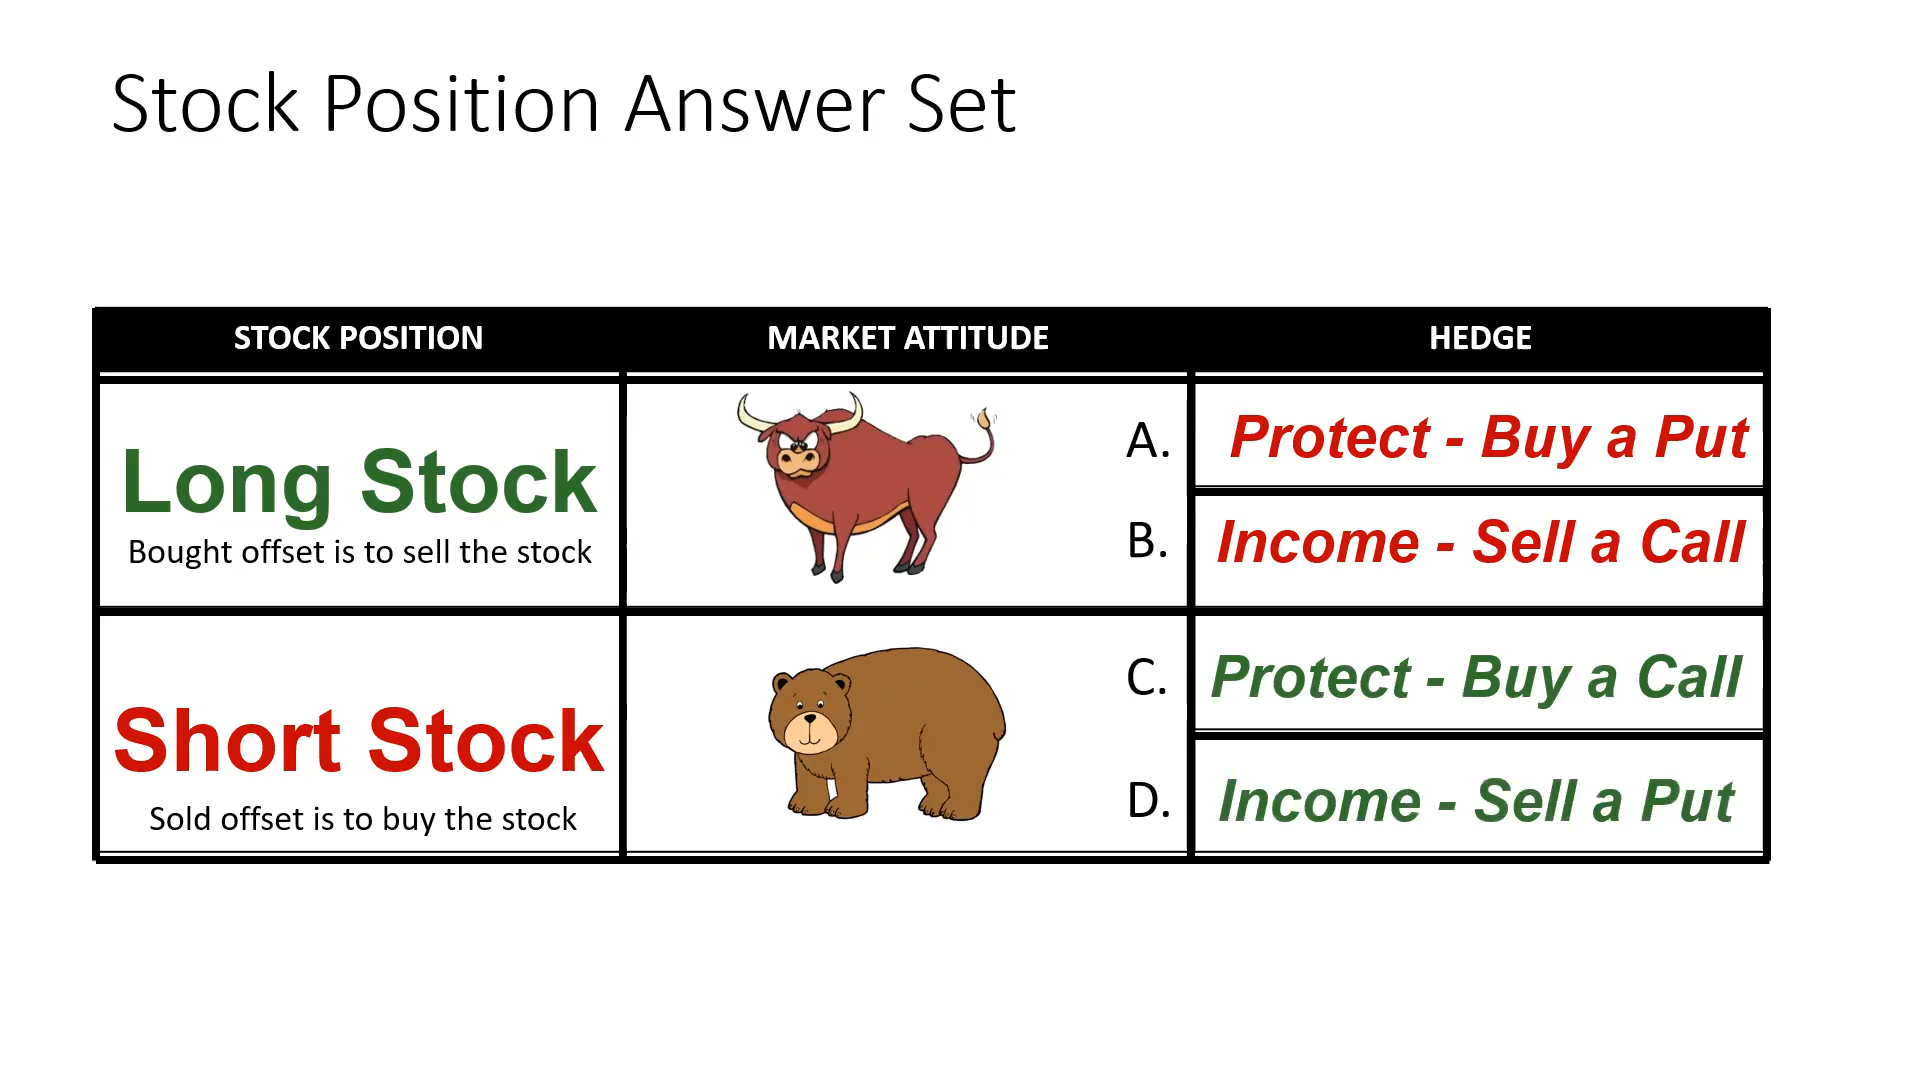 Stock Position Answer Set
STOCK POSITION
MARKET ATTITUDE
HEDGE
Long Stock
Bought offset is to sell the stock
A.
Protect - Buy a Put
B.
Income - Sell a Call
Short Stock
Sold offset is to buy the stock
C.
Protect - Buy a Call
D.
Income - Sell a Put